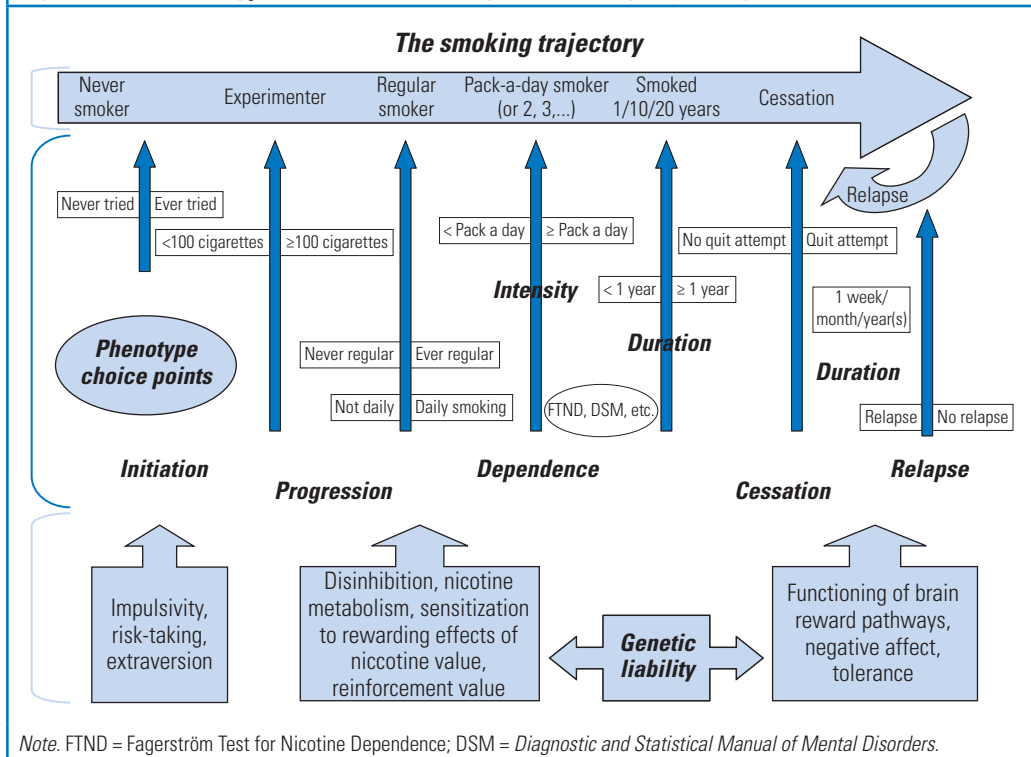 The smoking trajectory
Never
smoker
Experimenter
Regular
smoker
Pack-a-day smoker
(or 2, 3,...)
Smoked
1/10/20 years
Cessation
Relapse
Never tried
Ever tried
<100 cigarettes
≥100 cigarettes
< Pack a day
≥ Pack a day
No quit attempt
Quit attempt
Intensity
< 1 year
≥ 1 year
1 week/
month/year(s)
Phenotype
choice points
Never regular
Ever regular
Duration
Duration
Not daily
Daily smoking
FTND, DSM, etc.
Relapse
No relapse
Initiation
Progression
Dependence
Cessation
Relapse
Impulsivity,
risk-taking,
extraversion
Disinhibition, nicotine
metabolism, sensitization
to rewarding effects of
niccotine value,
reinforcement value
Genetic
liability
Functioning of brain
reward pathways,
negative affect,
tolerance
Note. FTND = Fagerström Test for Nicotine Dependence; DSM = Diagnostic and Statistical Manual of Mental Disorders.